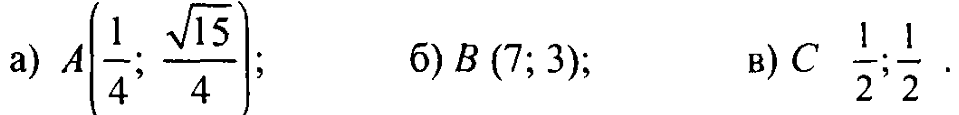 а) A(1/4; √15/4); б) B (7; 3); в) C 1/2; 1/2 .